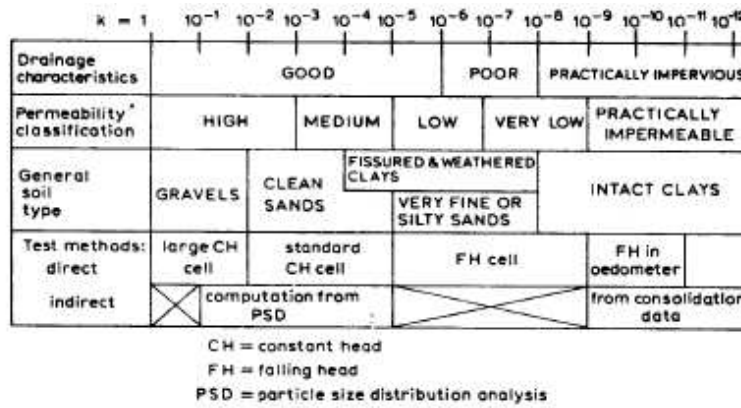 k = 1 10⁻¹ 10⁻² 10⁻³ 10⁻⁴ 10⁻⁵ 10⁻⁶ 10⁻⁷ 10⁻⁸ 10⁻⁹ 10⁻¹⁰ 10⁻¹¹ 10⁻¹²
Drainage
characteristics
GOOD
POOR
PRACTICALLY IMPERVIOUS
Permeability*
classification
HIGH
MEDIUM
LOW
VERY LOW
PRACTICALLY
IMPERMEABLE
General
soil
type
GRAVELS
CLEAN
SANDS
FISSURED & WEATHERED
CLAYS
VERY FINE OR
SILTY SANDS
INTACT CLAYS
Test methods:
direct
large CH
cell
standard
CH cell
FH cell
FH in
oedometer
indirect
computation from
PSD
from consolidation
data
CH = constant head
FH = falling head
PSD = particle size distribution analysis